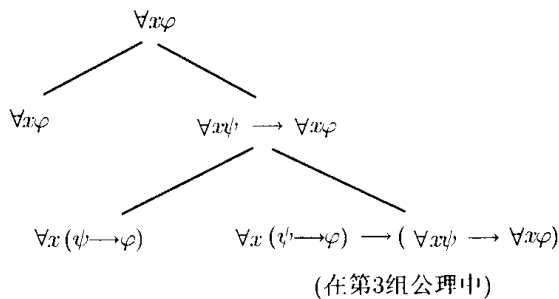 ∀xφ
∀xφ ∀xψ → ∀xφ
∀x (ψ→φ) ∀x (ψ→φ) → ( ∀xψ → ∀xφ)
(在第3组公理中)